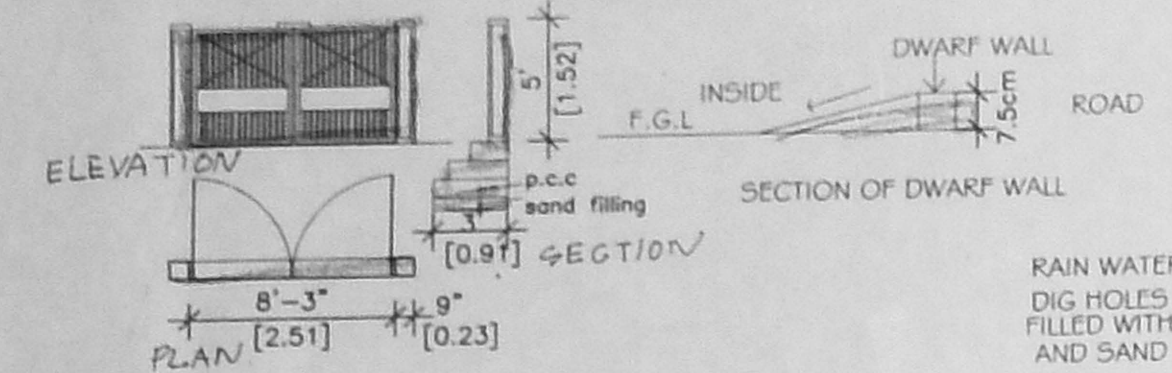 ELEVATION
5'
[1.52]
p.c.c
sand filling
3'
[0.91] SECTION
8'-3"
[2.51]
9"
[0.23]
PLAN
DWARF WALL
INSIDE
F.G.L
7.5cm
ROAD
SECTION OF DWARF WALL
RAIN WATER
DIG HOLES
FILLED WITH
AND SAND